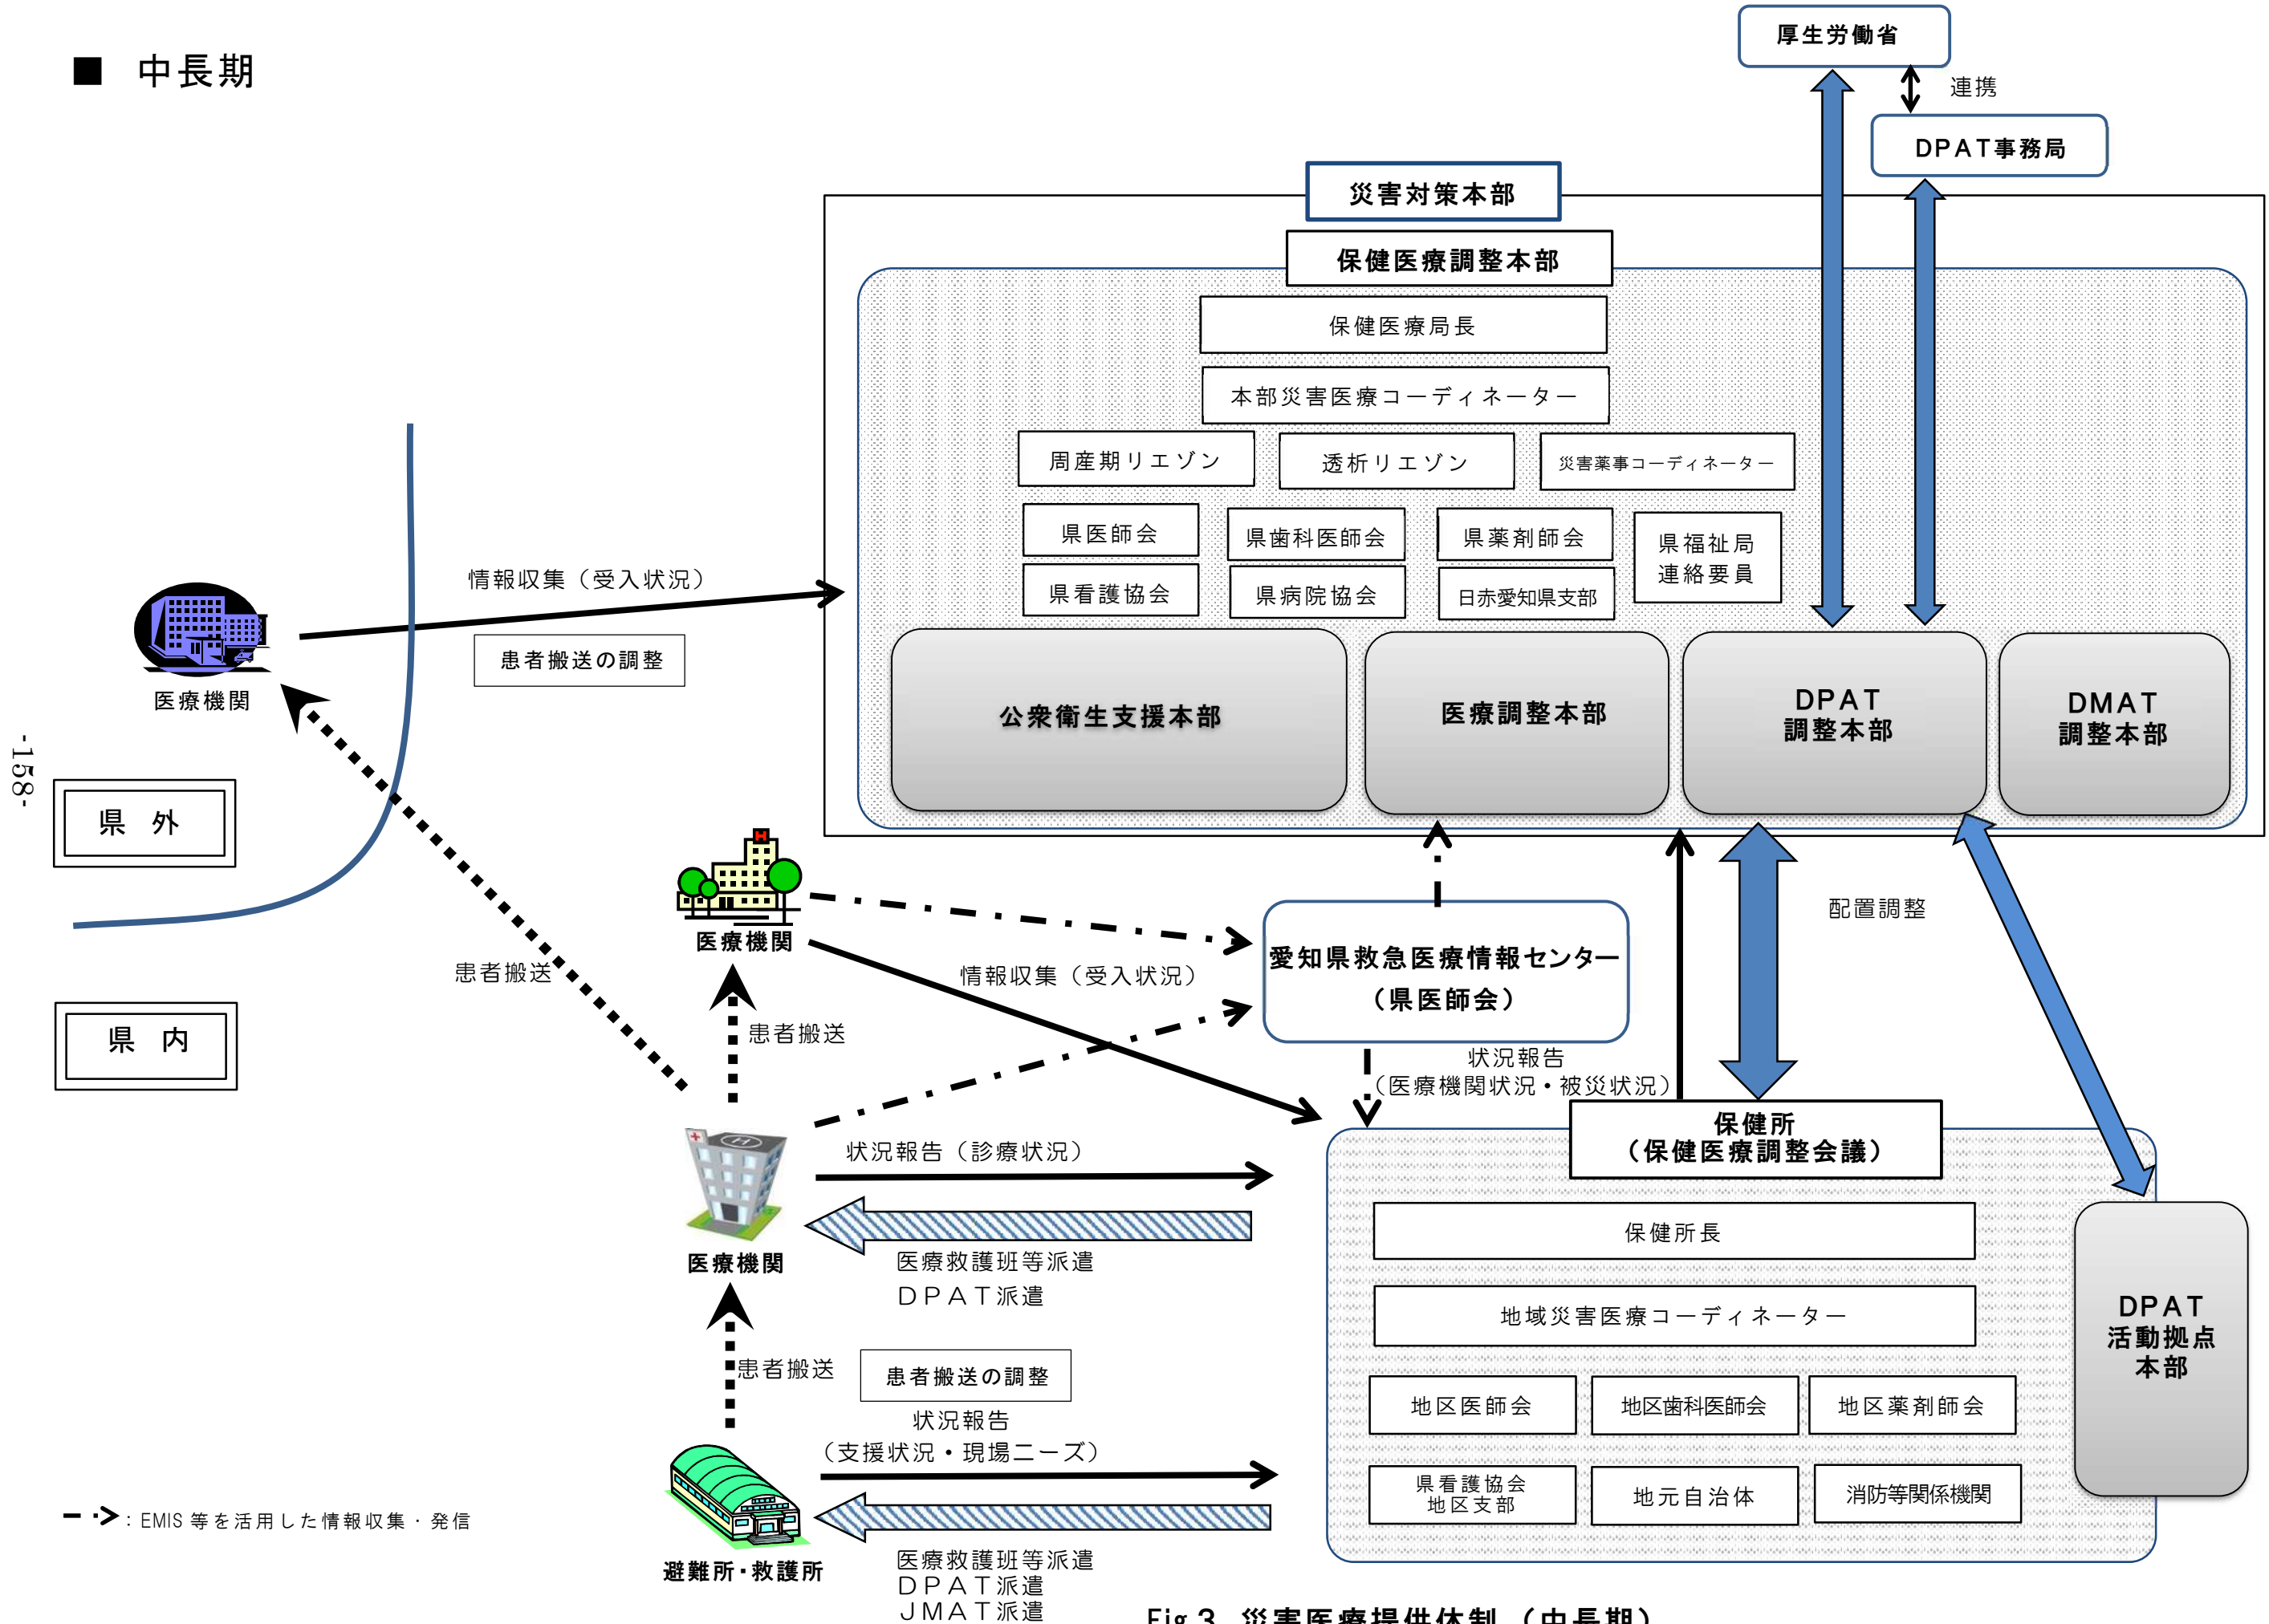 ■ 中長期
厚生労働省
連携
DPAT事務局
災害対策本部
保健医療調整本部
保健医療局長
本部災害医療コーディネーター
周産期リエゾン
透析リエゾン
災害薬事コーディネーター
県医師会
県歯科医師会
県薬剤師会
県福祉局
連絡要員
県看護協会
県病院協会
日赤愛知県支部
公衆衛生支援本部
医療調整本部
DPAT
調整本部
DMAT
調整本部
情報収集（受入状況）
患者搬送の調整
医療機関
-158-
県 外
県 内
患者搬送
医療機関
情報収集（受入状況）
愛知県救急医療情報センター
（県医師会）
配置調整
患者搬送
状況報告
（医療機関状況・被災状況）
保健所
（保健医療調整会議）
状況報告（診療状況）
医療機関
医療救護班等派遣
ＤＰＡＴ派遣
保健所長
地域災害医療コーディネーター
地区医師会
地区歯科医師会
地区薬剤師会
県看護協会
地区支部
地元自治体
消防等関係機関
DPAT
活動拠点
本部
患者搬送
患者搬送の調整
状況報告
（支援状況・現場ニーズ）
避難所・救護所
医療救護班等派遣
ＤＰＡＴ派遣
ＪＭＡＴ派遣
：EMIS 等を活用した情報収集・発信
Fig 3 災害医療提供体制（中長期）